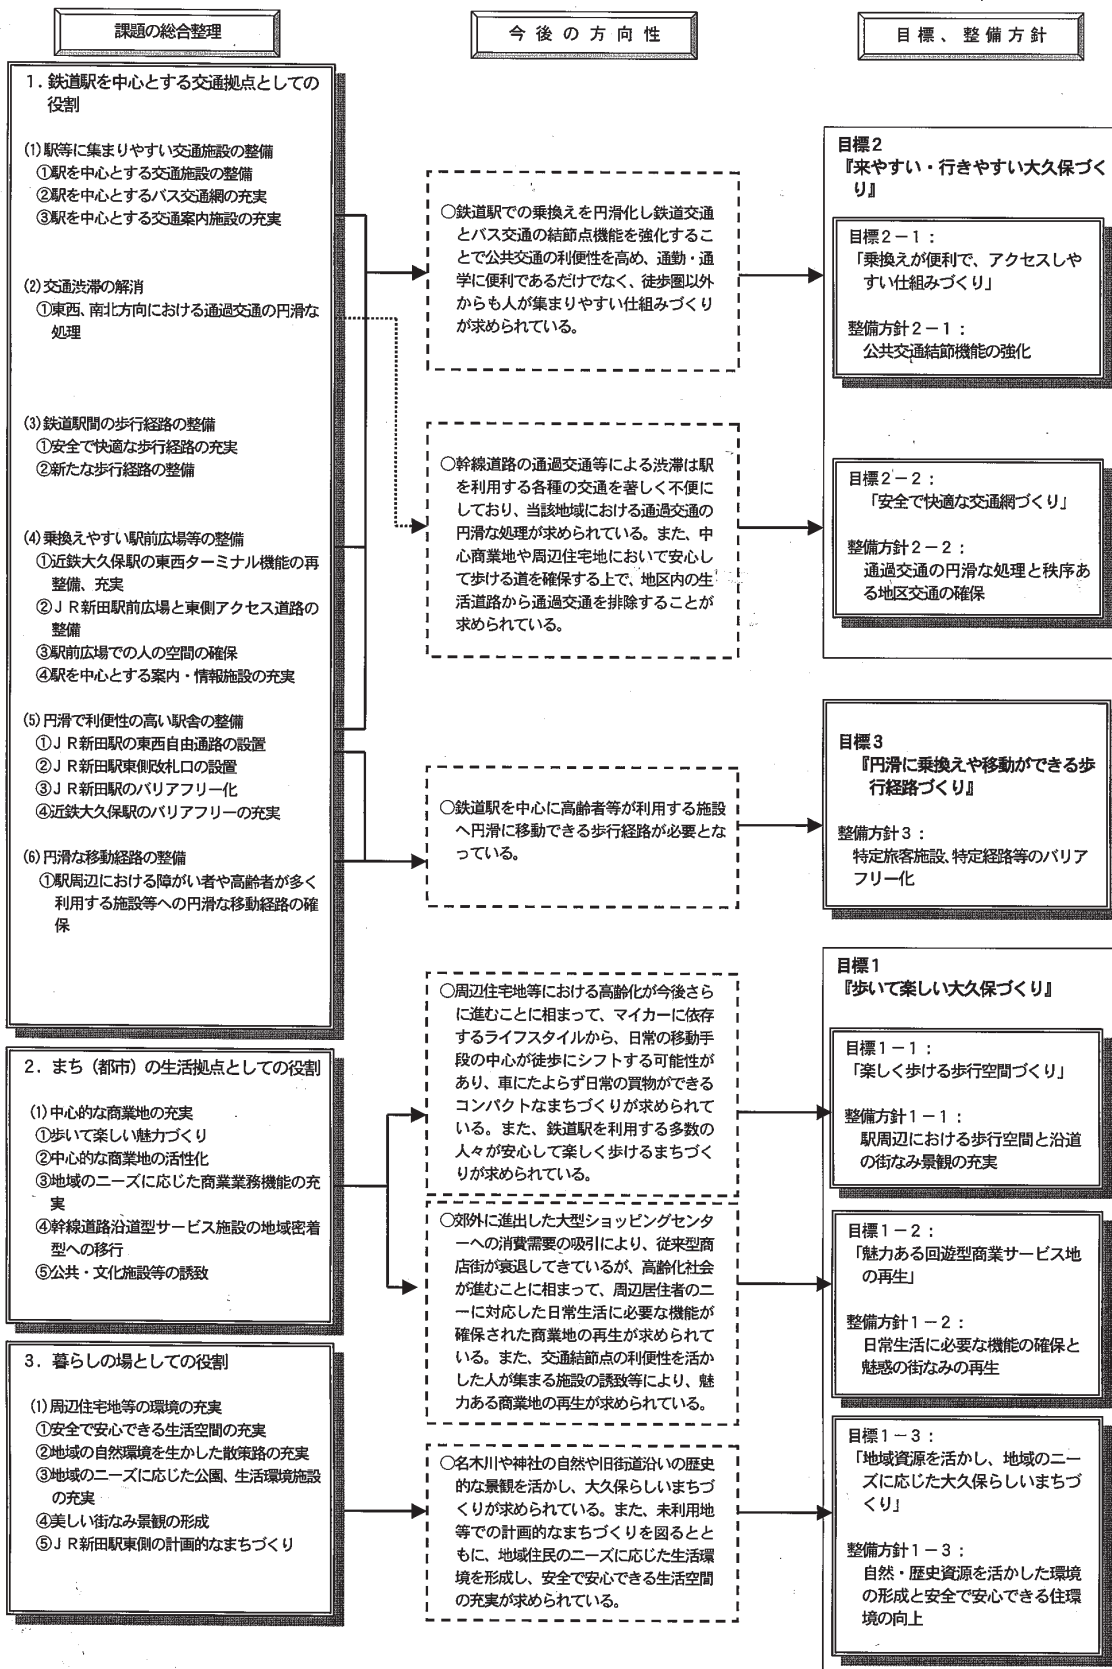 課題の総合整理
1．鉄道駅を中心とする交通拠点としての
役割
(1)駅等に集まりやすい交通施設の整備
①駅を中心とする交通施設の整備
②駅を中心とするバス交通網の充実
③駅を中心とする交通案内施設の充実
(2)交通渋滞の解消
①東西、南北方向における通過交通の円滑な
処理
(3)鉄道駅間の歩行経路の整備
①安全で快適な歩行経路の充実
②新たな歩行経路の整備
(4)乗換えやすい駅前広場等の整備
①近鉄大久保駅の東西ターミナル機能の再
整備、充実
②ＪＲ新田駅前広場と東側アクセス道路の
整備
③駅前広場での人の空間の確保
④駅を中心とする案内・情報施設の充実
(5)円滑で利便性の高い駅舎の整備
①ＪＲ新田駅の東西自由通路の設置
②ＪＲ新田駅東側改札口の設置
③ＪＲ新田駅のバリアフリー化
④近鉄大久保駅のバリアフリーの充実
(6)円滑な移動経路の整備
①駅周辺における障がい者や高齢者が多く
利用する施設等への円滑な移動経路の確
保
2．まち（都市）の生活拠点としての役割
(1)中心的な商業地の充実
①歩いて楽しい魅力づくり
②中心的な商業地の活性化
③地域のニーズに応じた商業業務機能の充
実
④幹線道路沿道型サービス施設の地域密着
型への移行
⑤公共・文化施設等の誘致
3．暮らしの場としての役割
(1)周辺住宅地等の環境の充実
①安全で安心できる生活空間の充実
②地域の自然環境を生かした散策路の充実
③地域のニーズに応じた公園、生活環境施設
の充実
④美しい街なみ景観の形成
⑤ＪＲ新田駅東側の計画的なまちづくり
今後の方向性
○鉄道駅での乗換えを円滑化し鉄道交通
とバス交通の結節点機能を強化するこ
とで公共交通の利便性を高め、通勤・通
学に便利であるだけでなく、徒歩圏以外
からも人が集まりやすい仕組みづくり
が求められている。
○幹線道路の通過交通等による渋滞は駅
を利用する各種の交通を著しく不便に
しており、当該地域における通過交通の
円滑な処理が求められている。また、中
心商業地や周辺住宅地において安心し
て歩ける道を確保する上で、地区内の生
活道路から通過交通を排除することが
求められている。
○鉄道駅を中心に高齢者等が利用する施設
へ円滑に移動できる歩行経路が必要とな
っている。
○周辺住宅地等における高齢化が今後さら
に進むことに相まって、マイカーに依存
するライフスタイルから、日常の移動手
段の中心が徒歩にシフトする可能性が
あり、車にたよらず日常の買物ができる
コンパクトなまちづくりが求められて
いる。また、鉄道駅を利用する多数の
人々が安心して楽しく歩けるまちづく
りが求められている。
○郊外に進出した大型ショッピングセンタ
ーへの消費需要の吸引により、従来型商
店街が衰退してきているが、高齢化社会
が進むことに相まって、周辺居住者のニ
ーに対応した日常生活に必要な機能が
確保された商業地の再生が求められて
いる。また、交通結節点の利便性を活か
した人が集まる施設の誘致等により、魅
力ある商業地の再生が求められている。
○名木川や神社の自然や旧街道沿いの歴史
的な景観を活かし、大久保らしいまちづ
くりが求められている。また、未利用地
等での計画的なまちづくりを図るとと
もに、地域住民のニーズに応じた生活環
境を形成し、安全で安心できる生活空間
の充実が求められている。
目標、整備方針
目標2
『来やすい・行きやすい大久保づく
り』
目標2－1：
「乗換えが便利で、アクセスしや
すい仕組みづくり」
整備方針2－1：
公共交通結節機能の強化
目標2－2：
「安全で快適な交通網づくり」
整備方針2－2：
通過交通の円滑な処理と秩序あ
る地区交通の確保
目標3
『円滑に乗換えや移動ができる歩
行経路づくり』
整備方針3：
特定旅客施設、特定経路等のバリア
フリー化
目標1
『歩いて楽しい大久保づくり』
目標1－1：
「楽しく歩ける歩行空間づくり」
整備方針1－1：
駅周辺における歩行空間と沿道
の街なみ景観の充実
目標1－2：
「魅力ある回遊型商業サービス地
の再生」
整備方針1－2：
日常生活に必要な機能の確保と
魅惑の街なみの再生
目標1－3：
「地域資源を活かし、地域のニー
ズに応じた大久保らしいまちづ
くり」
整備方針1－3：
自然・歴史資源を活かした環境
の形成と安全で安心できる住環
境の向上